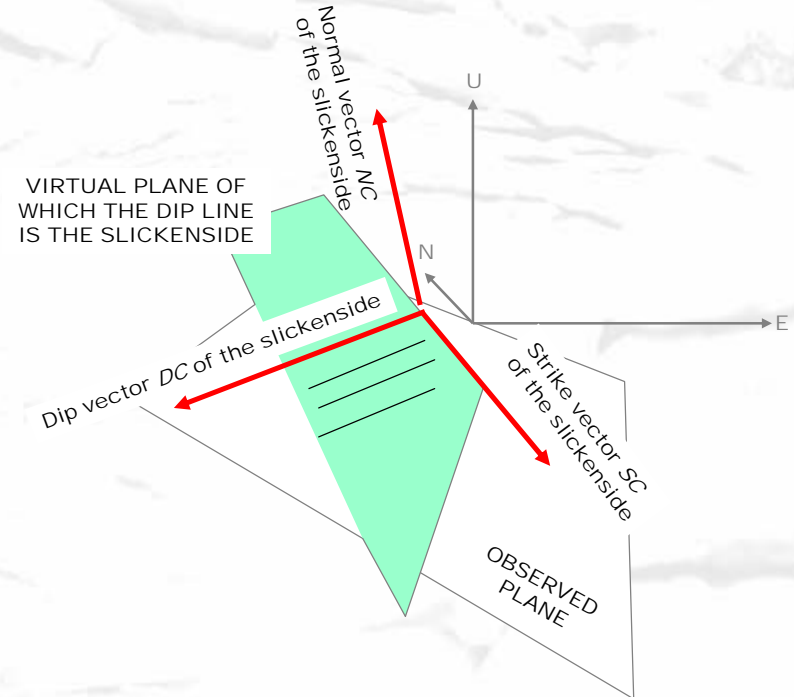 Normal vector NC
of the slickenside
U
VIRTUAL PLANE OF
WHICH THE DIP LINE
IS THE SLICKENSIDE
N
E
Dip vector DC of the slickenside
Strike vector SC
of the slickenside
OBSERVED
PLANE